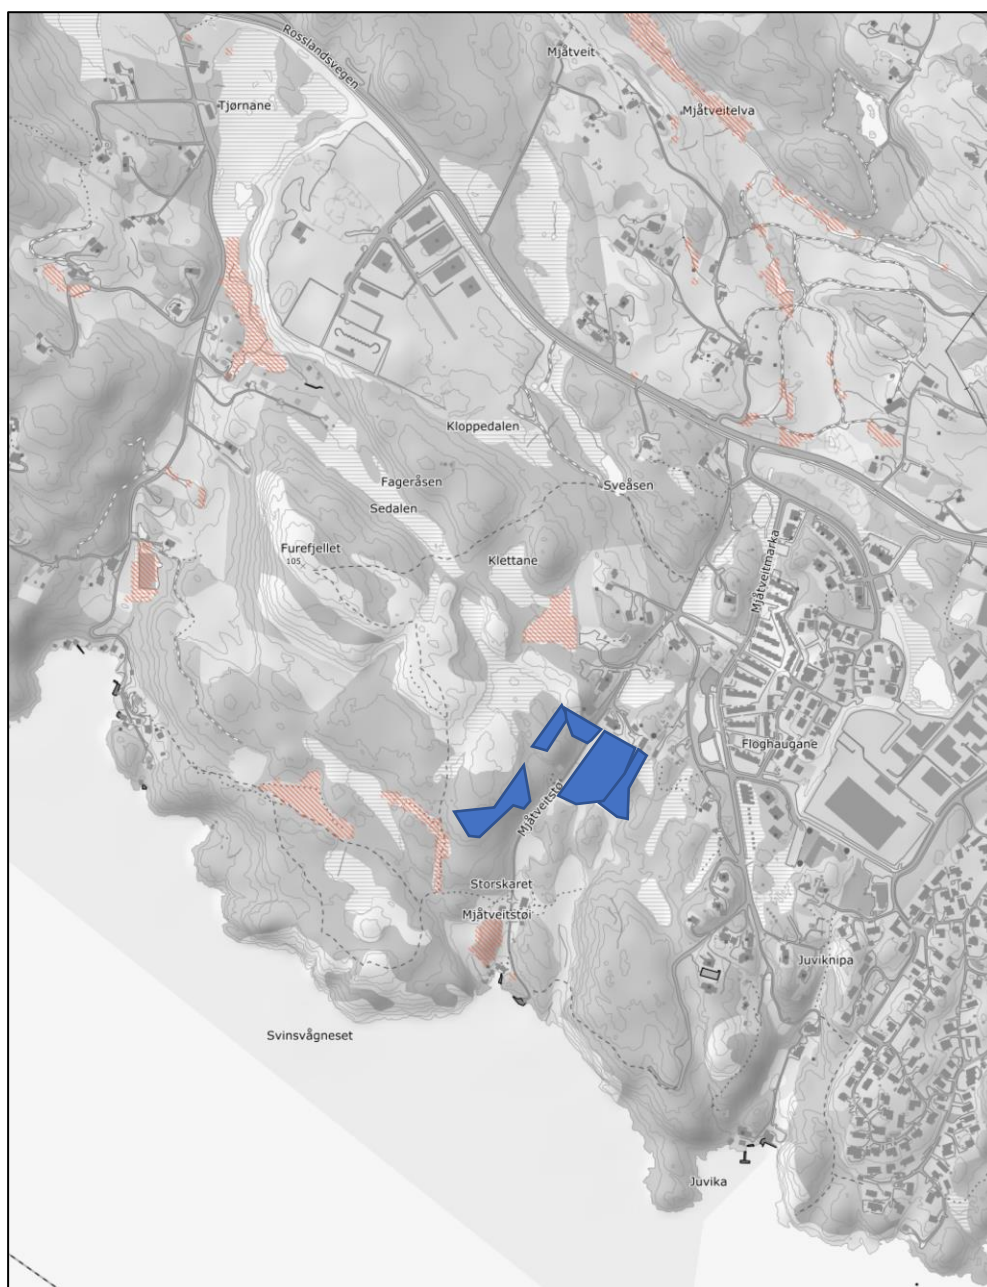 Rosslandsvegen
Mjåtveit
Tjørnane
Mjåtveitelva
Kloppedalen
Fageråsen
Sedalen
Sveåsen
Furefjellet
105
Klettane
Mjåtveitmarka
Floghaugane
Mjåtveitstø
Storskaret
Mjåtveitstøi
Juviknipa
Svinsvågneset
Juvika